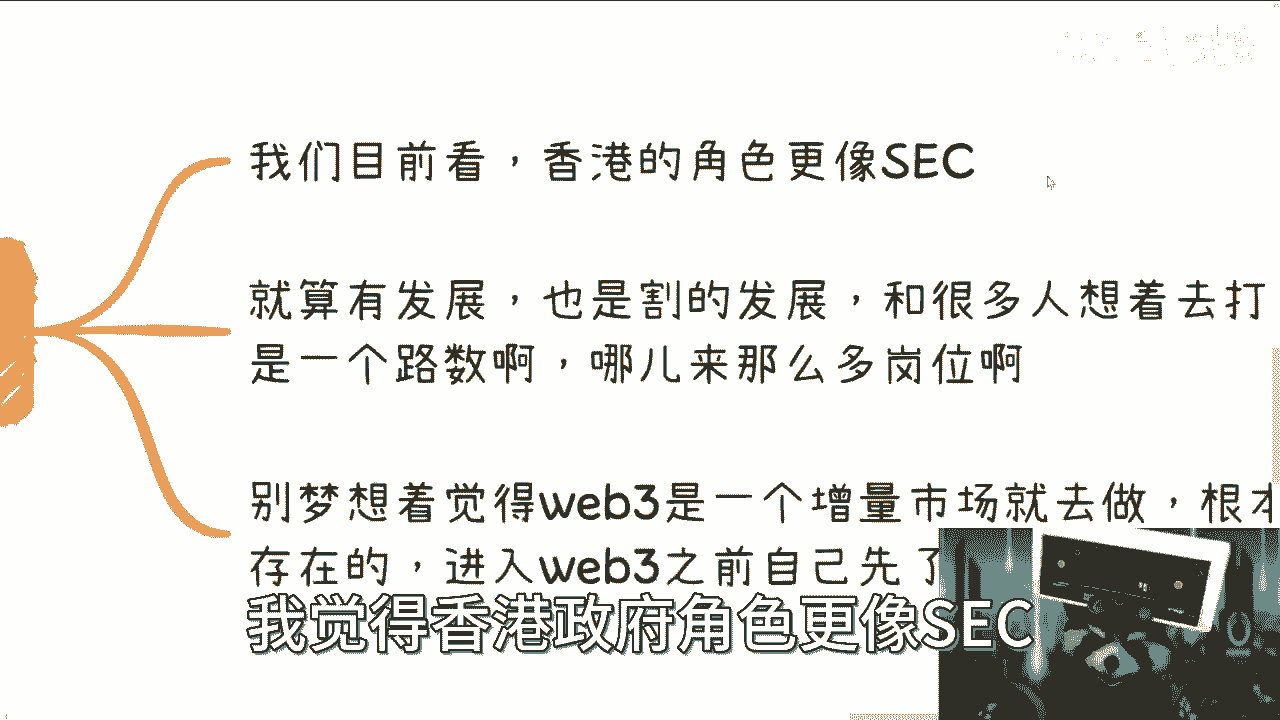 我们目前看，香港的角色更像SEC
就算有发展，也是割的发展，和很多人想着去打
是一个路数啊，哪儿来那么多岗位啊
别梦想着觉得web3是一个增量市场就去做，根本
存在的，进入web3之前自己先了
我觉得香港政府角色更像SEC